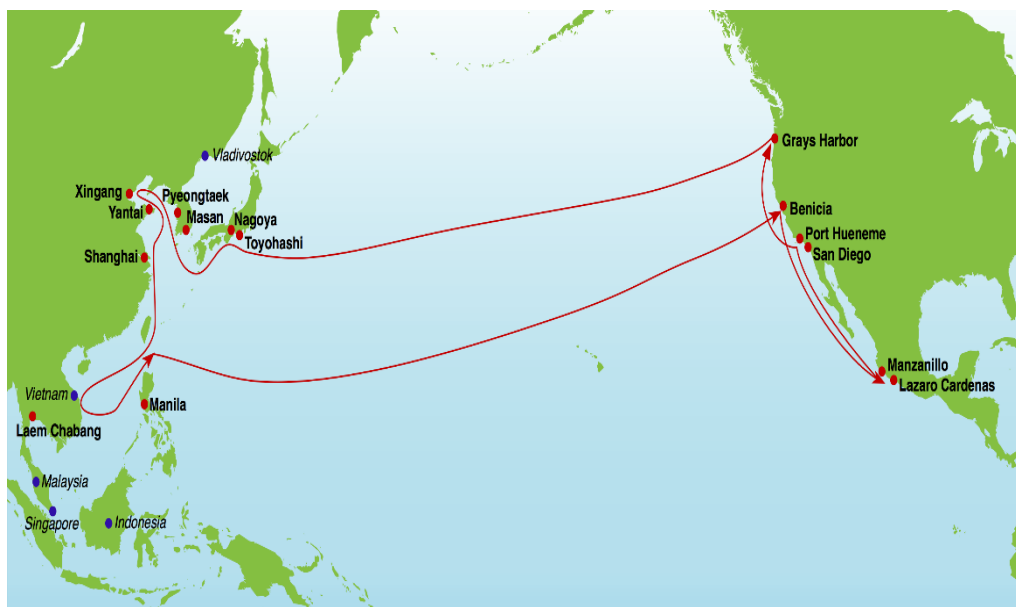 Vladivostok
Grays Harbor
Xingang
Pyeongtaek
Yantai
Masan
Nagoya
Toyohashi
Benicia
Port Hueneme
San Diego
Shanghai
Manzanillo
Lazaro Cardenas
Vietnam
Manila
Laem Chabang
Malaysia
Singapore
Indonesia